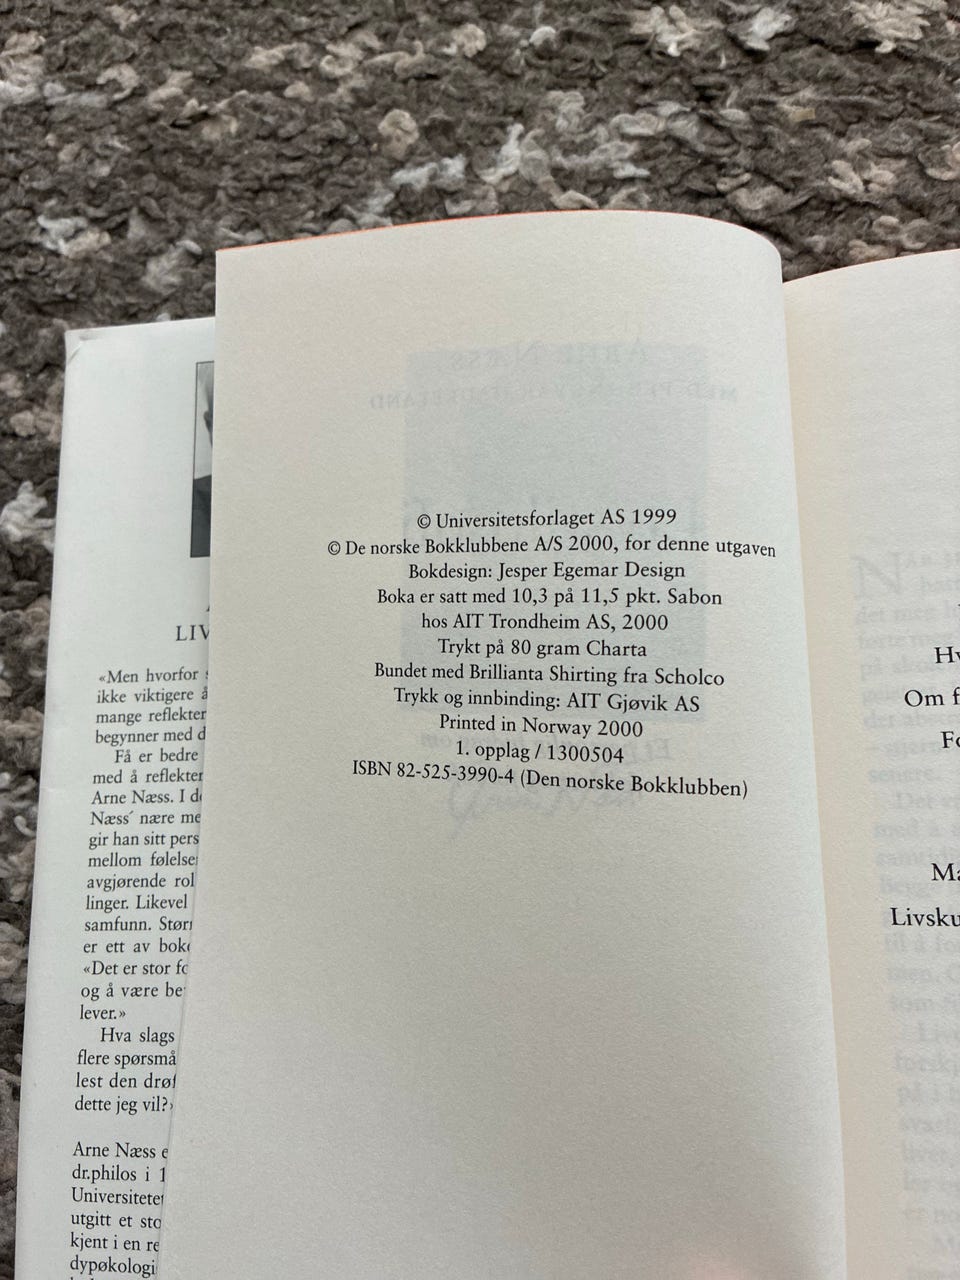 © Universitetsforlaget AS 1999
© De norske Bokklubbene A/S 2000, for denne utgaven
Bokdesign: Jesper Egemar Design
Boka er satt med 10,3 på 11,5 pkt. Sabon
hos AIT Trondheim AS, 2000
Trykt på 80 gram Charta
Bundet med Brillianta Shirting fra Scholco
Trykk og innbinding: AIT Gjøvik AS
Printed in Norway 2000
1. opplag / 1300504
ISBN 82-525-3990-4 (Den norske Bokklubben)
LIV
«Men hvorfor
ikke viktigere å
mange reflekter
begynner med d
Få er bedre
med å reflekter
Arne Næss. I de
Næss´ nære me
gir han sitt pers
mellom følelse
avgjørende rol
linger. Likevel
samfunn. Størr
er ett av boke
«Det er stor fo
og å være be
lever.»
Hva slags
flere spørsmå
lest den drøf
dette jeg vil?›
Arne Næss e
dr.philos i 1
Universitetet
utgitt et sto
kjent i en re
dypøkologi
Hv
Om f
Fo
Ma
Livsku